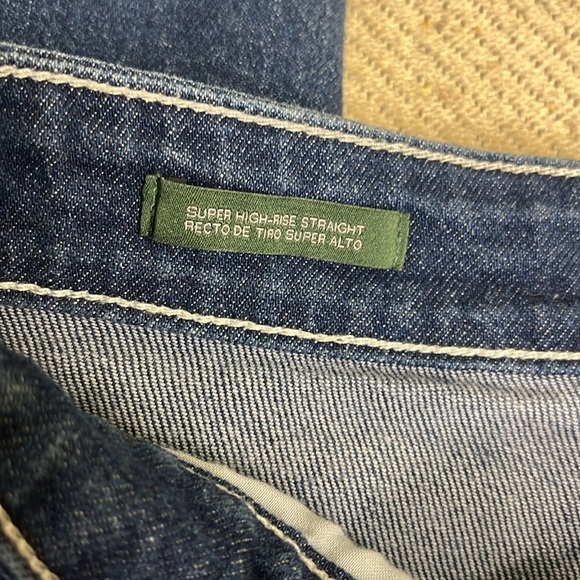 SUPER HIGH-RISE STRAIGHT
RECTO DE TIRO SUPER ALTO